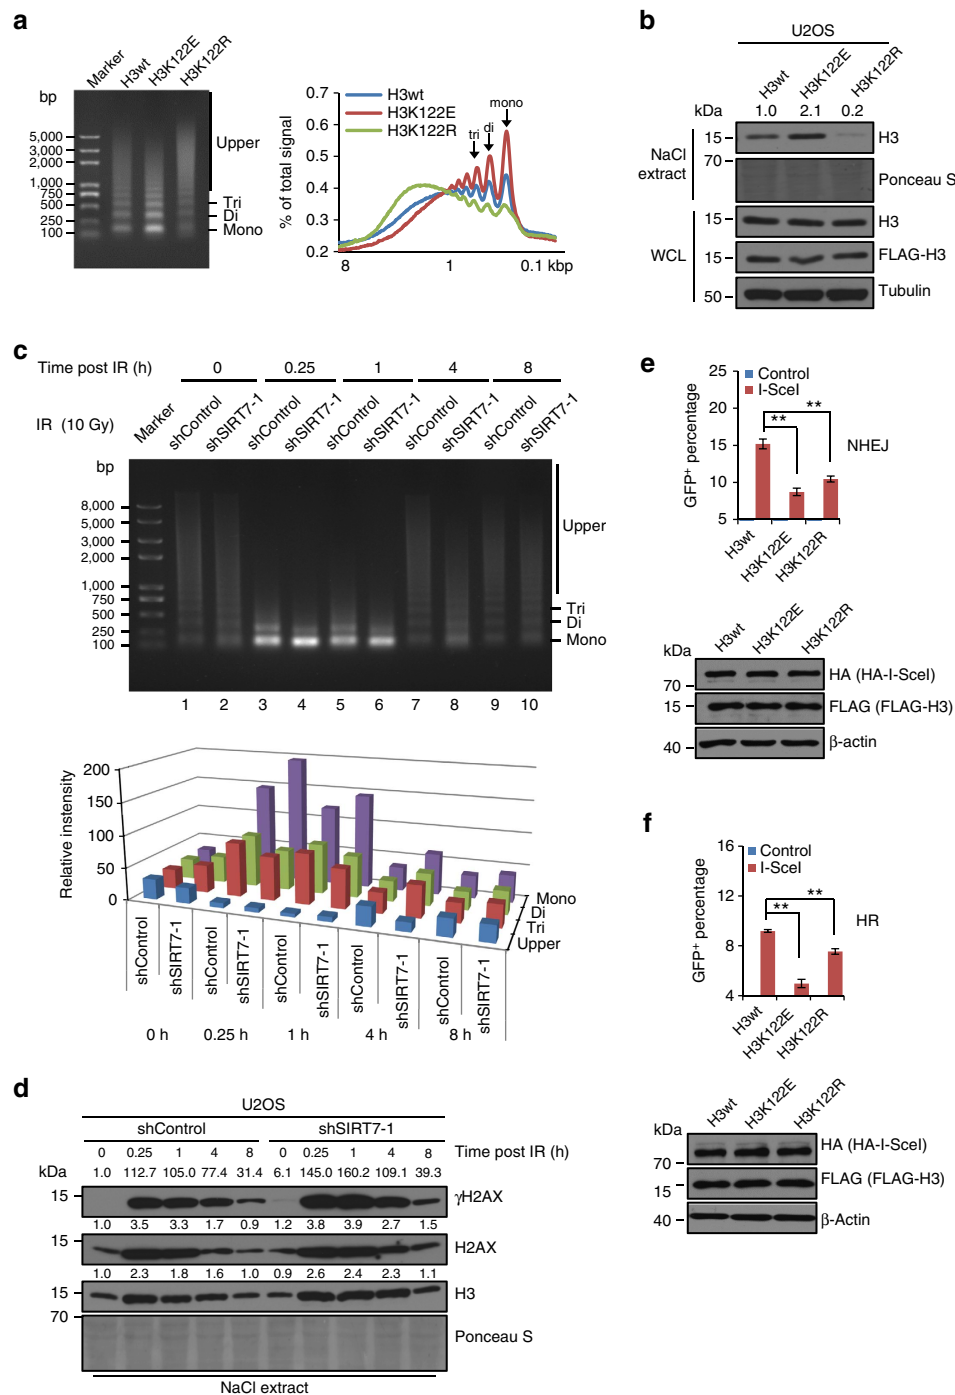 a
Marker
H3wt
H3K122E
H3K122R
bp
5,000
3,000
2,000
1,000
750
500
250
100
Upper
Tri
Di
Mono
% of total signal
0.7
0.6
0.5
0.4
0.3
0.2
H3wt
H3K122E
H3K122R
tri
di
mono
8
1
0.1 kbp
b
U2OS
H3wt
H3K122E
H3K122R
kDa
1.0
2.1
0.2
NaCl extract
15
H3
70
Ponceau S
WCL
15
H3
15
FLAG-H3
50
Tubulin
c
Time post IR (h)
0
0.25
1
4
8
IR (10 Gy)
Marker
shControl
shSIRT7-1
shControl
shSIRT7-1
shControl
shSIRT7-1
shControl
shSIRT7-1
shControl
shSIRT7-1
bp
8,000
5,000
3,000
2,000
1,000
750
500
250
100
Upper
Tri
Di
Mono
1 2 3 4 5 6 7 8 9 10
Relative instensity
200
150
100
50
0
Mono
Di
Tri
Upper
shControl
shSIRT7-1
shControl
shSIRT7-1
shControl
shSIRT7-1
shControl
shSIRT7-1
shControl
shSIRT7-1
0 h
0.25 h
1 h
4 h
8 h
d
U2OS
shControl
shSIRT7-1
0 0.25 1 4 8 0 0.25 1 4 8 Time post IR (h)
kDa 1.0 112.7 105.0 77.4 31.4 6.1 145.0 160.2 109.1 39.3
15
γH2AX
1.0 3.5 3.3 1.7 0.9 1.2 3.8 3.9 2.7 1.5
15
H2AX
1.0 2.3 1.8 1.6 1.0 0.9 2.6 2.4 2.3 1.1
15
H3
70
Ponceau S
NaCl extract
e
GFP+ percentage
25
20
15
10
5
Control
I-SceI
**
**
NHEJ
H3wt
H3K122E
H3K122R
kDa
H3wt
H3K122E
H3K122R
70
HA (HA-I-SceI)
15
FLAG (FLAG-H3)
40
β-actin
f
GFP+ percentage
16
12
8
4
Control
I-SceI
**
**
HR
H3wt
H3K122E
H3K122R
kDa
H3wt
H3K122E
H3K122R
70
HA (HA-I-SceI)
15
FLAG (FLAG-H3)
40
β-Actin